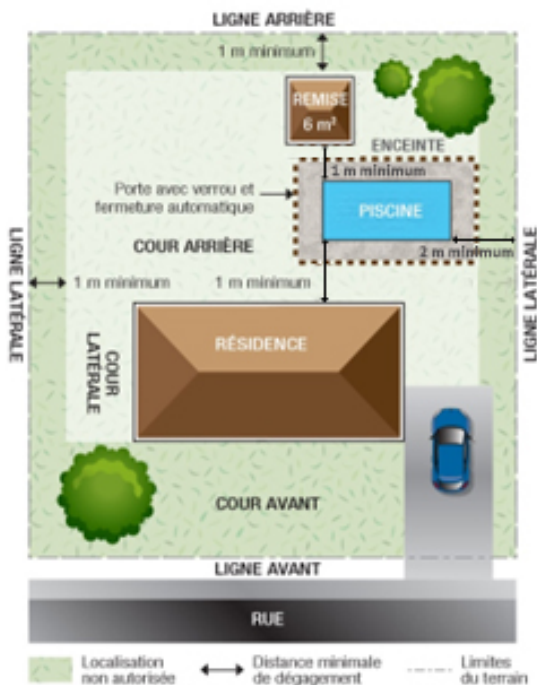 LIGNE ARRIÈRE
1 m minimum
REMISE
6 m²
ENCEINTE
1 m minimum
Porte avec verrou et
fermeture automatique
PISCINE
COUR ARRIÈRE
2 m minimum
LIGNE LATÉRALE
LIGNE LATÉRALE
1 m minimum
1 m minimum
COUR
LATÉRALE
RÉSIDENCE
COUR AVANT
LIGNE AVANT
RUE
Localisation
non autorisée
Distance minimale
de dégagement
Limites
du terrain